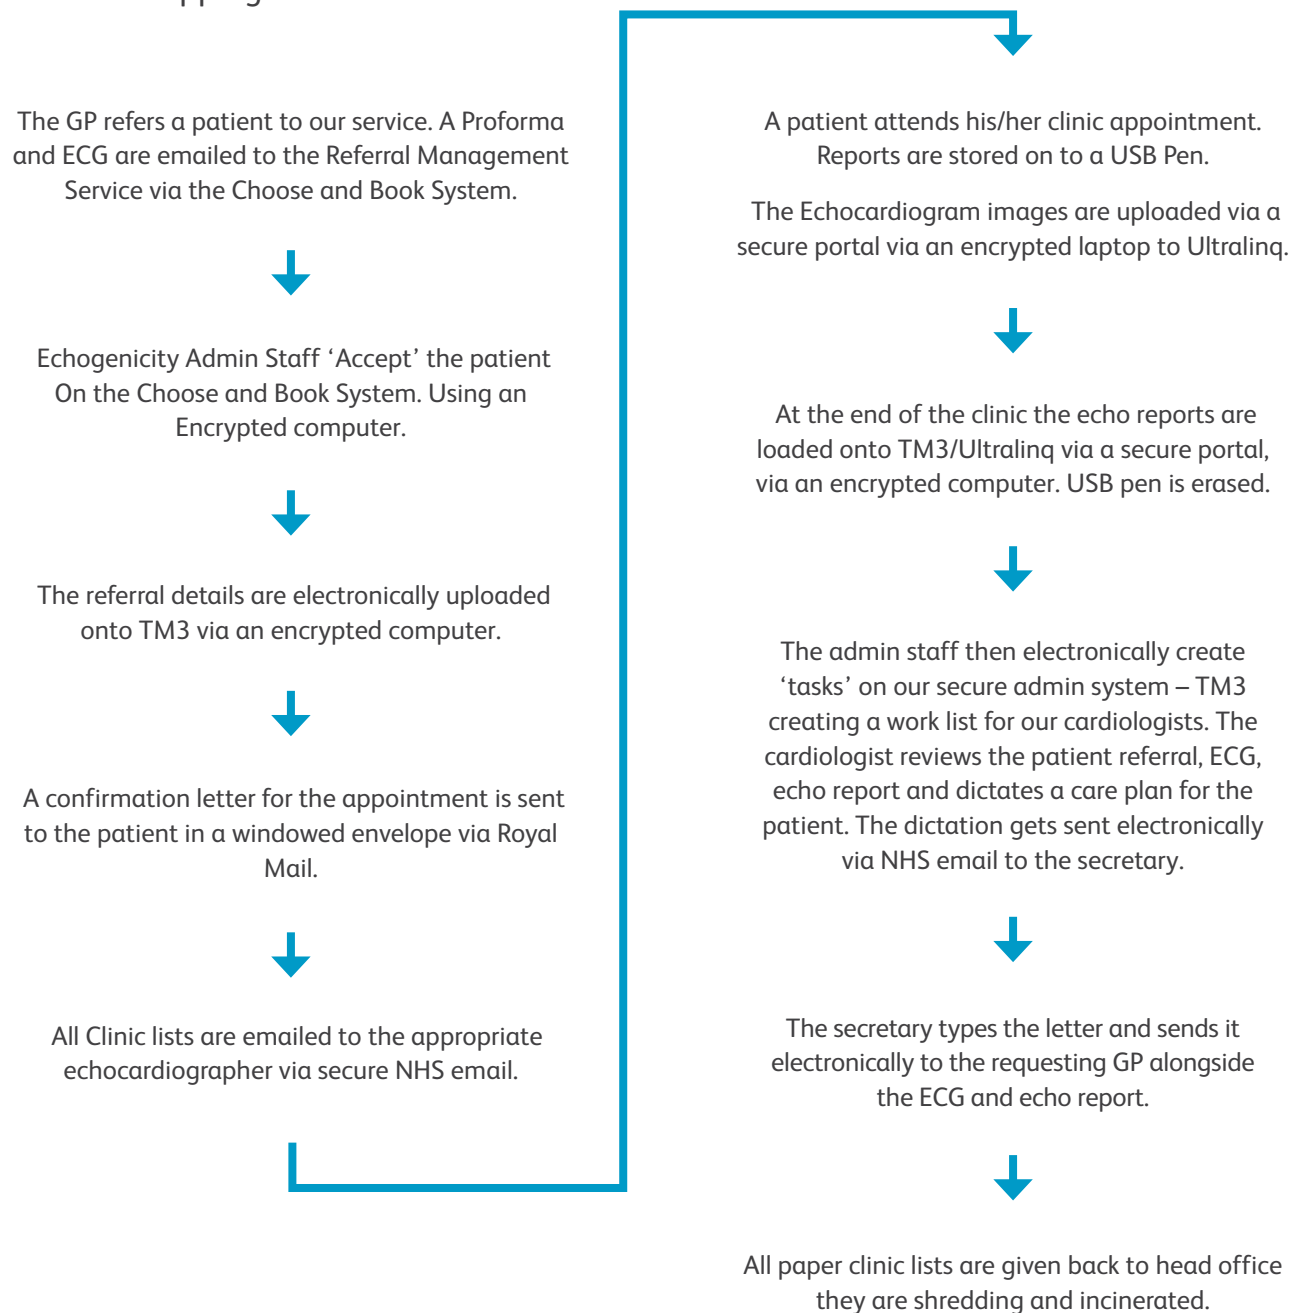 The GP refers a patient to our service. A Proforma
and ECG are emailed to the Referral Management
Service via the Choose and Book System.
Echogenicity Admin Staff ‘Accept’ the patient
On the Choose and Book System. Using an
Encrypted computer.
The referral details are electronically uploaded
onto TM3 via an encrypted computer.
A confirmation letter for the appointment is sent
to the patient in a windowed envelope via Royal
Mail.
All Clinic lists are emailed to the appropriate
echocardiographer via secure NHS email.
A patient attends his/her clinic appointment.
Reports are stored on to a USB Pen.
The Echocardiogram images are uploaded via a
secure portal via an encrypted laptop to Ultralinq.
At the end of the clinic the echo reports are
loaded onto TM3/Ultralinq via a secure portal,
via an encrypted computer. USB pen is erased.
The admin staff then electronically create
‘tasks’ on our secure admin system – TM3
creating a work list for our cardiologists. The
cardiologist reviews the patient referral, ECG,
echo report and dictates a care plan for the
patient. The dictation gets sent electronically
via NHS email to the secretary.
The secretary types the letter and sends it
electronically to the requesting GP alongside
the ECG and echo report.
All paper clinic lists are given back to head office
they are shredding and incinerated.